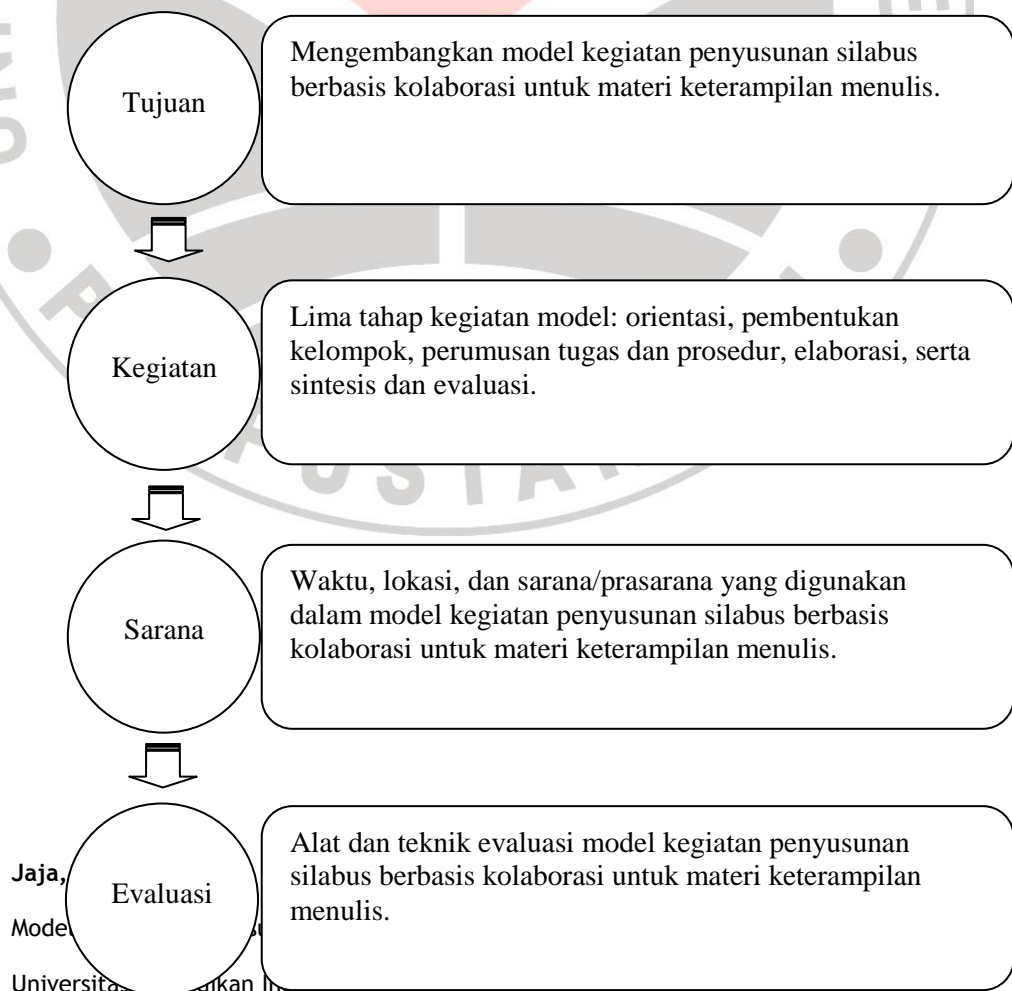 Tujuan
Mengembangkan model kegiatan penyusunan silabus
berbasis kolaborasi untuk materi keterampilan menulis.
Kegiatan
Lima tahap kegiatan model: orientasi, pembentukan
kelompok, perumusan tugas dan prosedur, elaborasi, serta
sintesis dan evaluasi.
Sarana
Waktu, lokasi, dan sarana/prasarana yang digunakan
dalam model kegiatan penyusunan silabus berbasis
kolaborasi untuk materi keterampilan menulis.
Evaluasi
Alat dan teknik evaluasi model kegiatan penyusunan
silabus berbasis kolaborasi untuk materi keterampilan
menulis.
Jaja,